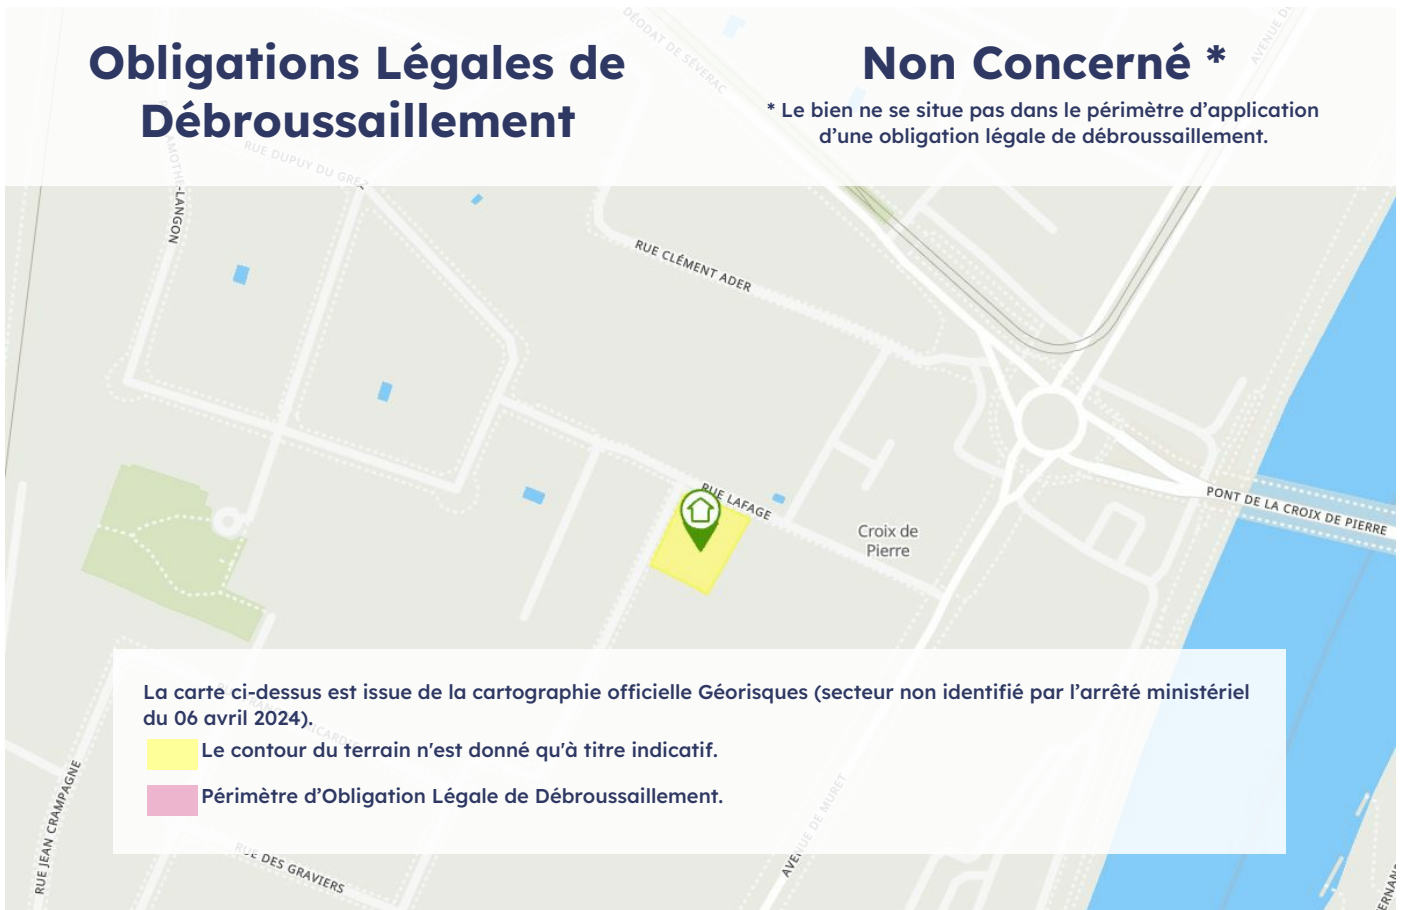 Obligations Légales de
Débroussaillement
Non Concerné *
* Le bien ne se situe pas dans le périmètre d’application
d’une obligation légale de débroussaillement.
DÉODAT DE SÉVERAC
AVENUE
RUE DUPUY DU GREZ
LAMOTHE-LANGON
RUE CLÉMENT ADER
RUE LAFAGE
Croix de
Pierre
PONT DE LA CROIX DE PIERRE
La carte ci-dessus est issue de la cartographie officielle Géorisques (secteur non identifié par l’arrêté ministériel
du 06 avril 2024).
Le contour du terrain n'est donné qu'à titre indicatif.
Périmètre d’Obligation Légale de Débroussaillement.
RUE JEAN CRAMPAGNE
RUE DES GRAVIERS
AVENUE DE MURET